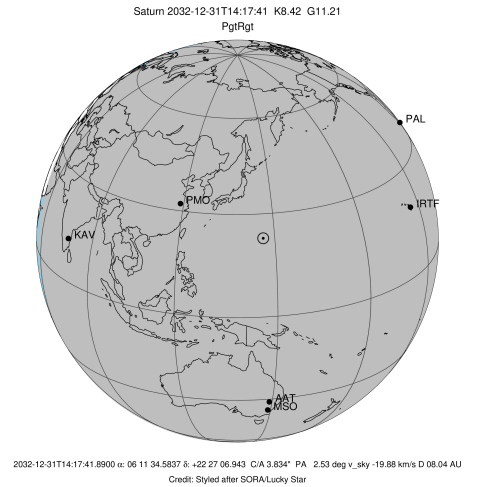 Saturn 2032-12-31T14:17:41 K8.42 G11.21
PgtRgt
PAL
PMO
IRTF
KAV
AAT
MSO
2032-12-31T14:17:41.8900 α: 06 11 34.5837 δ: +22 27 06.943 C/A 3.834" PA 2.53 deg v_sky -19.88 km/s D 08.04 AU
Credit: Styled after SORA/Lucky Star